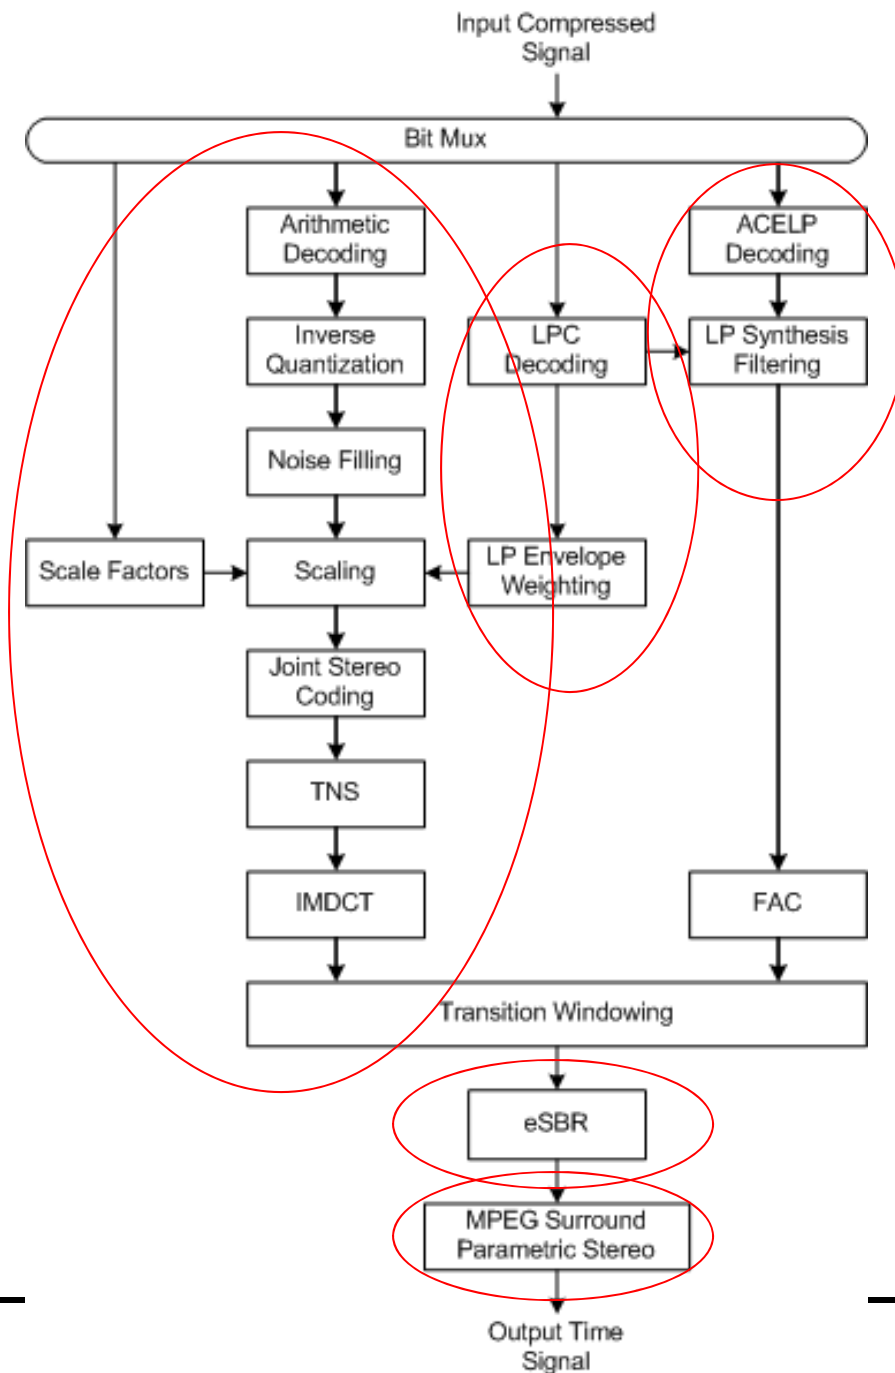 Input Compressed
Signal
Bit Mux
Arithmetic
Decoding
ACELP
Decoding
Inverse
Quantization
LPC
Decoding
LP Synthesis
Filtering
Noise Filling
Scale Factors
Scaling
LP Envelope
Weighting
Joint Stereo
Coding
TNS
IMDCT
FAC
Transition Windowing
eSBR
MPEG Surround
Parametric Stereo
Output Time
Signal